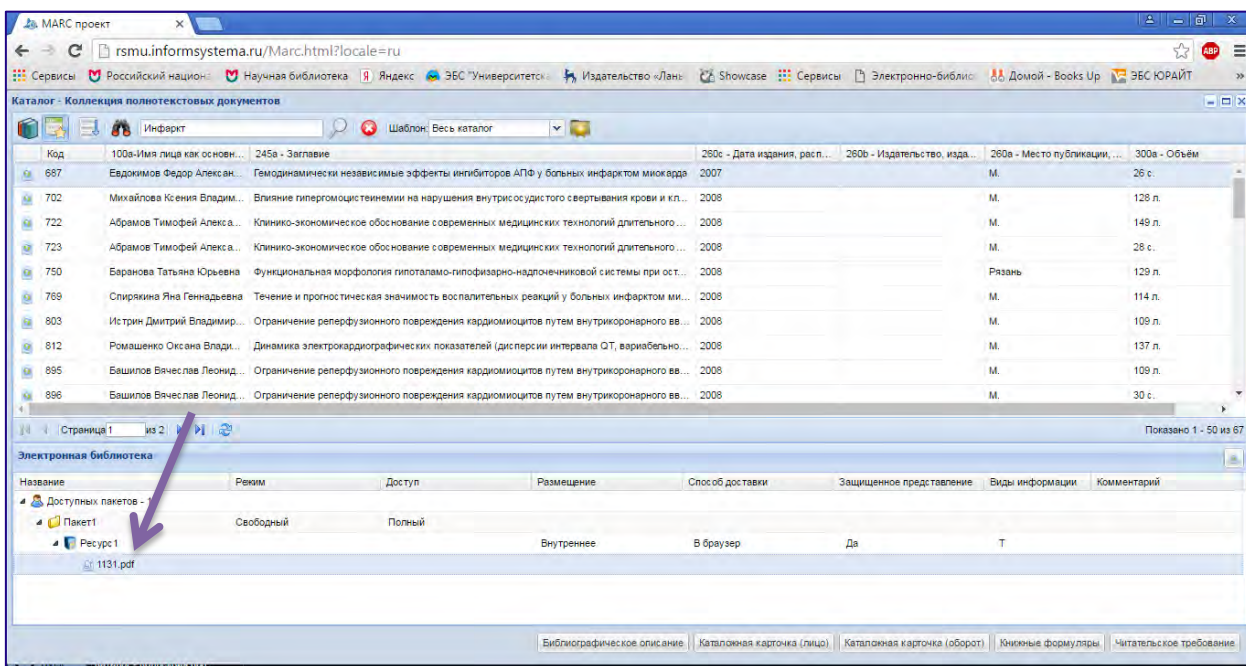 MARC проект
rsmu.informsystema.ru/Marc.html?locale=ru
ABP
Сервисы Российский национ Научная библиотека Я Яндекс ЭБС "Университетск Издательство «Лань Showcase Сервисы Электронно-библио Домой - Books Up ЭБС ЮРАЙТ »
Каталог - Коллекция полнотекстовых документов
Инфаркт Шаблон: Весь каталог
Код 100a-Имя лица как основн... 245a - Заглавие 260c - Дата издания, расп... 260b - Издательство, изда... 260a - Место публикации, ... 300a - Объём
687 Евдокимов Федор Алексан... Гемодинамически независимые эффекты ингибиторов АПФ у больных инфарктом миокарда 2007 М. 26 с.
702 Михайлова Ксения Владим... Влияние гипергомоцистеинемии на нарушения внутрисосудистого свертывания крови и кл... 2008 М. 128 л.
722 Абрамов Тимофей Алекса... Клинико-экономическое обоснование современных медицинских технологий длительного ... 2008 М. 149 л.
723 Абрамов Тимофей Алекса... Клинико-экономическое обоснование современных медицинских технологий длительного ... 2008 М. 28 с.
750 Баранова Татьяна Юрьевна Функциональная морфология гипоталамо-гипофизарно-надпочечниковой системы при ост... 2008 Рязань 129 л.
769 Спирякина Яна Геннадьевна Течение и прогностическая значимость воспалительных реакций у больных инфарктом ми... 2008 М. 114 л.
803 Истрин Дмитрий Владимир... Ограничение реперфузионного повреждения кардиомиоцитов путем внутрикоронарного вв... 2008 М. 109 л.
812 Ромашенко Оксана Влади... Динамика электрокардиографических показателей (дисперсии интервала QT, вариабельно... 2008 М. 137 л.
895 Башилов Вячеслав Леонид... Ограничение реперфузионного повреждения кардиомиоцитов путем внутрикоронарного вв... 2008 М. 109 л.
896 Башилов Вячеслав Леонид... Ограничение реперфузионного повреждения кардиомиоцитов путем внутрикоронарного вв... 2008 М. 30 с.
Страница 1 из 2 Показано 1 - 50 из 67
Электронная библиотека
Название Режим Доступ Размещение Способ доставки Защищенное представление Виды информации Комментарий
Доступных пакетов - 1
Пакет1 Свободный Полный
Ресурс1 Внутреннее В браузер Да Т
1131.pdf
Библиографическое описание Каталожная карточка (лицо) Каталожная карточка (оборот) Книжные формуляры Читательское требование